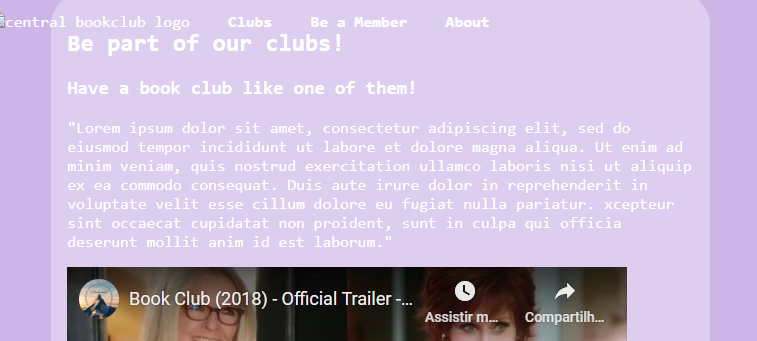 central bookclub logo Clubs Be a Member About
Be part of our clubs!
Have a book club like one of them!
"Lorem ipsum dolor sit amet, consectetur adipiscing elit, sed do
eiusmod tempor incididunt ut labore et dolore magna aliqua. Ut enim ad
minim veniam, quis nostrud exercitation ullamco laboris nisi ut aliquip
ex ea commodo consequat. Duis aute irure dolor in reprehenderit in
voluptate velit esse cillum dolore eu fugiat nulla pariatur. xcepteur
sint occaecat cupidatat non proident, sunt in culpa qui officia
deserunt mollit anim id est laborum."
Book Club (2018) - Official Trailer -...
Assistir m...
Compartilh...